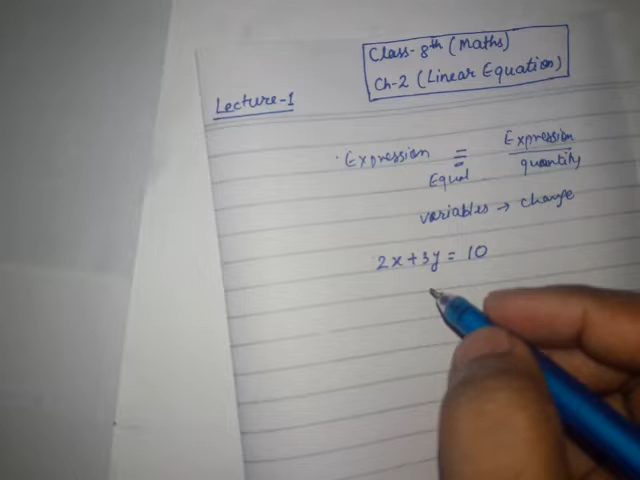 Class- 8th (Maths)
Ch-2 (Linear Equation)
Lecture-1
Expression = Expression
Equal quantity
variables → change
2x+3y = 10